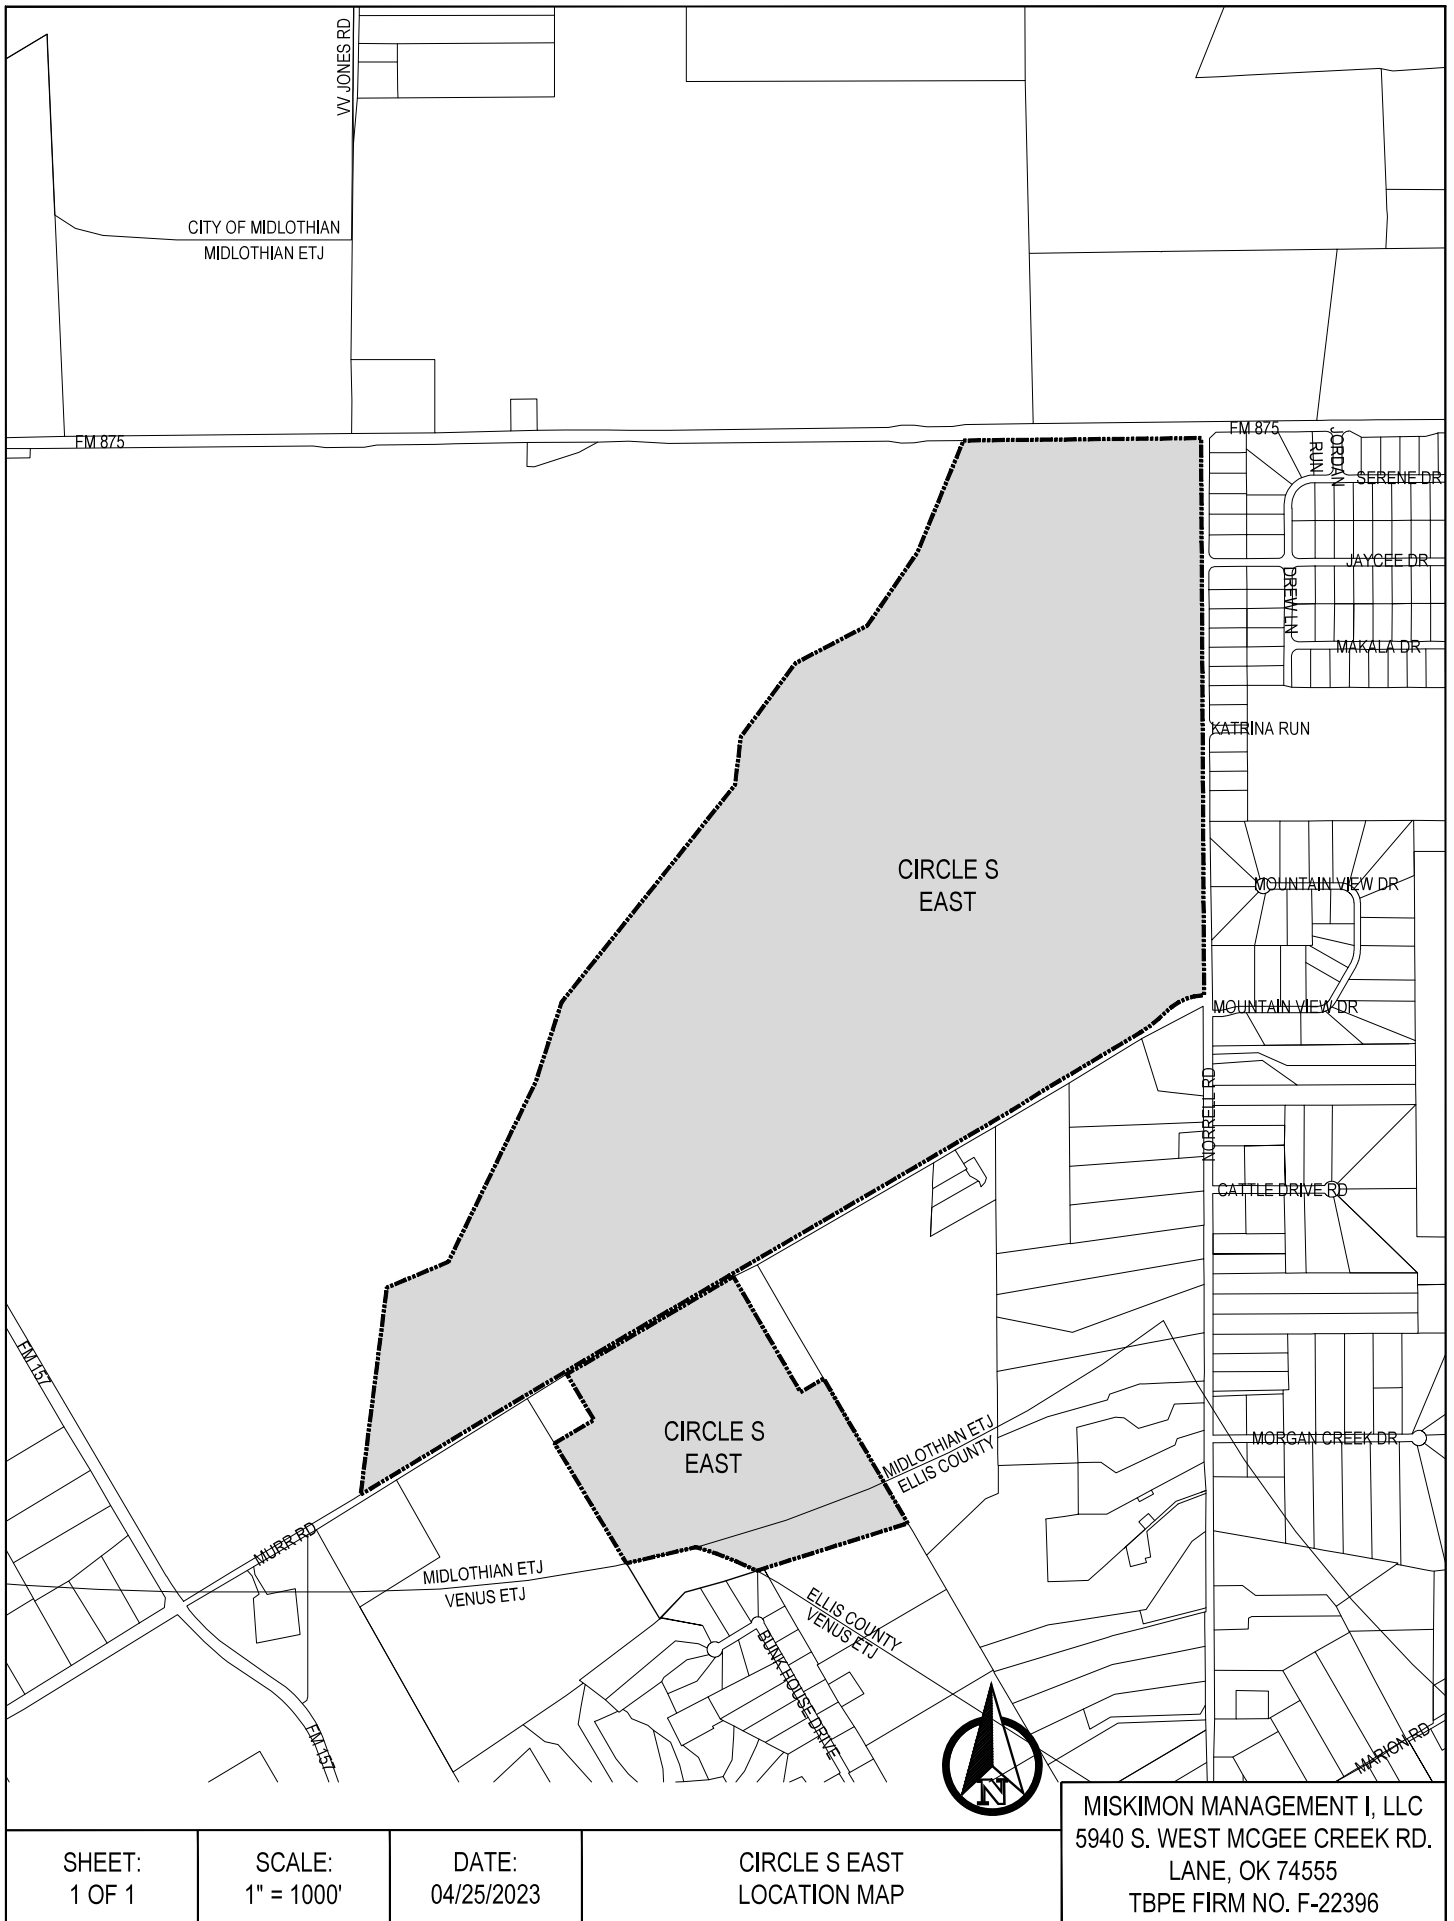 VV JONES RD
CITY OF MIDLOTHIAN
MIDLOTHIAN ETJ
FM 875
FM 875
JORDAN
RUN
SERENE DR
JAYCEE DR
DREW LN
MAKALA DR
KATRINA RUN
CIRCLE S
EAST
MOUNTAIN VIEW DR
MOUNTAIN VIEW DR
NORRELL RD
CATTLE DRIVE RD
FM 157
CIRCLE S
EAST
MIDLOTHIAN ETJ
ELLIS COUNTY
MORGAN CREEK DR
MURR RD
MIDLOTHIAN ETJ
VENUS ETJ
ELLIS COUNTY
VENUS ETJ
BUNK HOUSE DRIVE
FM 157
MARION RD
N
MISKIMON MANAGEMENT I, LLC
5940 S. WEST MCGEE CREEK RD.
LANE, OK 74555
TBPE FIRM NO. F-22396
SHEET:
1 OF 1
SCALE:
1" = 1000'
DATE:
04/25/2023
CIRCLE S EAST
LOCATION MAP